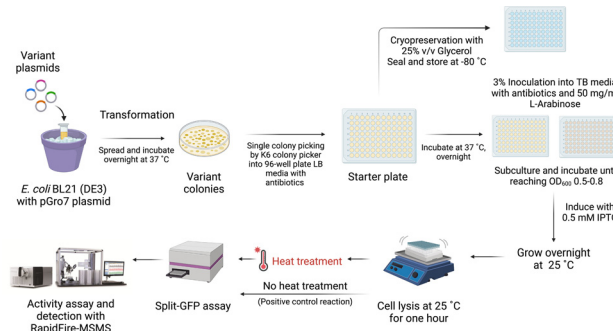 Variant
plasmids
Transformation
Spread and incubate
overnight at 37 ˚C
E. coli BL21 (DE3)
with pGro7 plasmid
Variant
colonies
Single colony picking
by K6 colony picker
into 96-well plate LB
media with
antibiotics
Starter plate
Cryopreservation with
25% v/v Glycerol
Seal and store at -80 ˚C
Incubate at 37 ˚C,
overnight
3% Inoculation into TB media
with antibiotics and 50 mg/m
L-Arabinose
Subculture and incubate unt
reaching OD600 0.5-0.8
Induce with
0.5 mM IPTG
Grow overnight
at 25 ˚C
Cell lysis at 25 ˚C
for one hour
Heat treatment
No heat treatment
(Positive control reaction)
Split-GFP assay
Activity assay and
detection with
RapidFire-MSMS